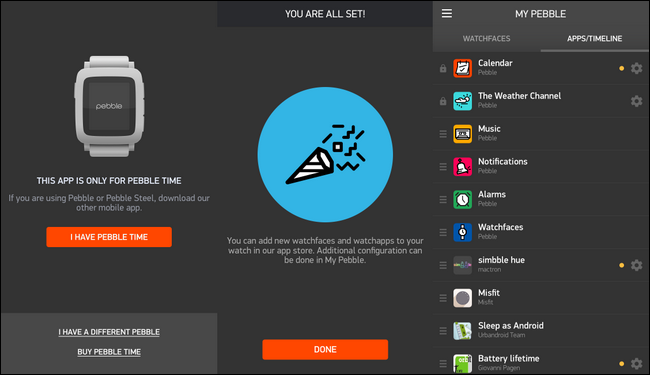 pebble
THIS APP IS ONLY FOR PEBBLE TIME
If you are using Pebble or Pebble Steel, download our
other mobile app.
I HAVE PEBBLE TIME
I HAVE A DIFFERENT PEBBLE
BUY PEBBLE TIME
YOU ARE ALL SET!
You can add new watchfaces and watchapps to your
watch in our app store. Additional configuration can
be done in My Pebble.
DONE
MY PEBBLE
WATCHFACES
APPS/TIMELINE
Calendar
Pebble
The Weather Channel
Pebble
Music
Pebble
Notifications
Pebble
Alarms
Pebble
Watchfaces
Pebble
simbble hue
mactron
Misfit
Misfit
Sleep as Android
Urbandroid Team
Battery lifetime
Giovanni Pagen